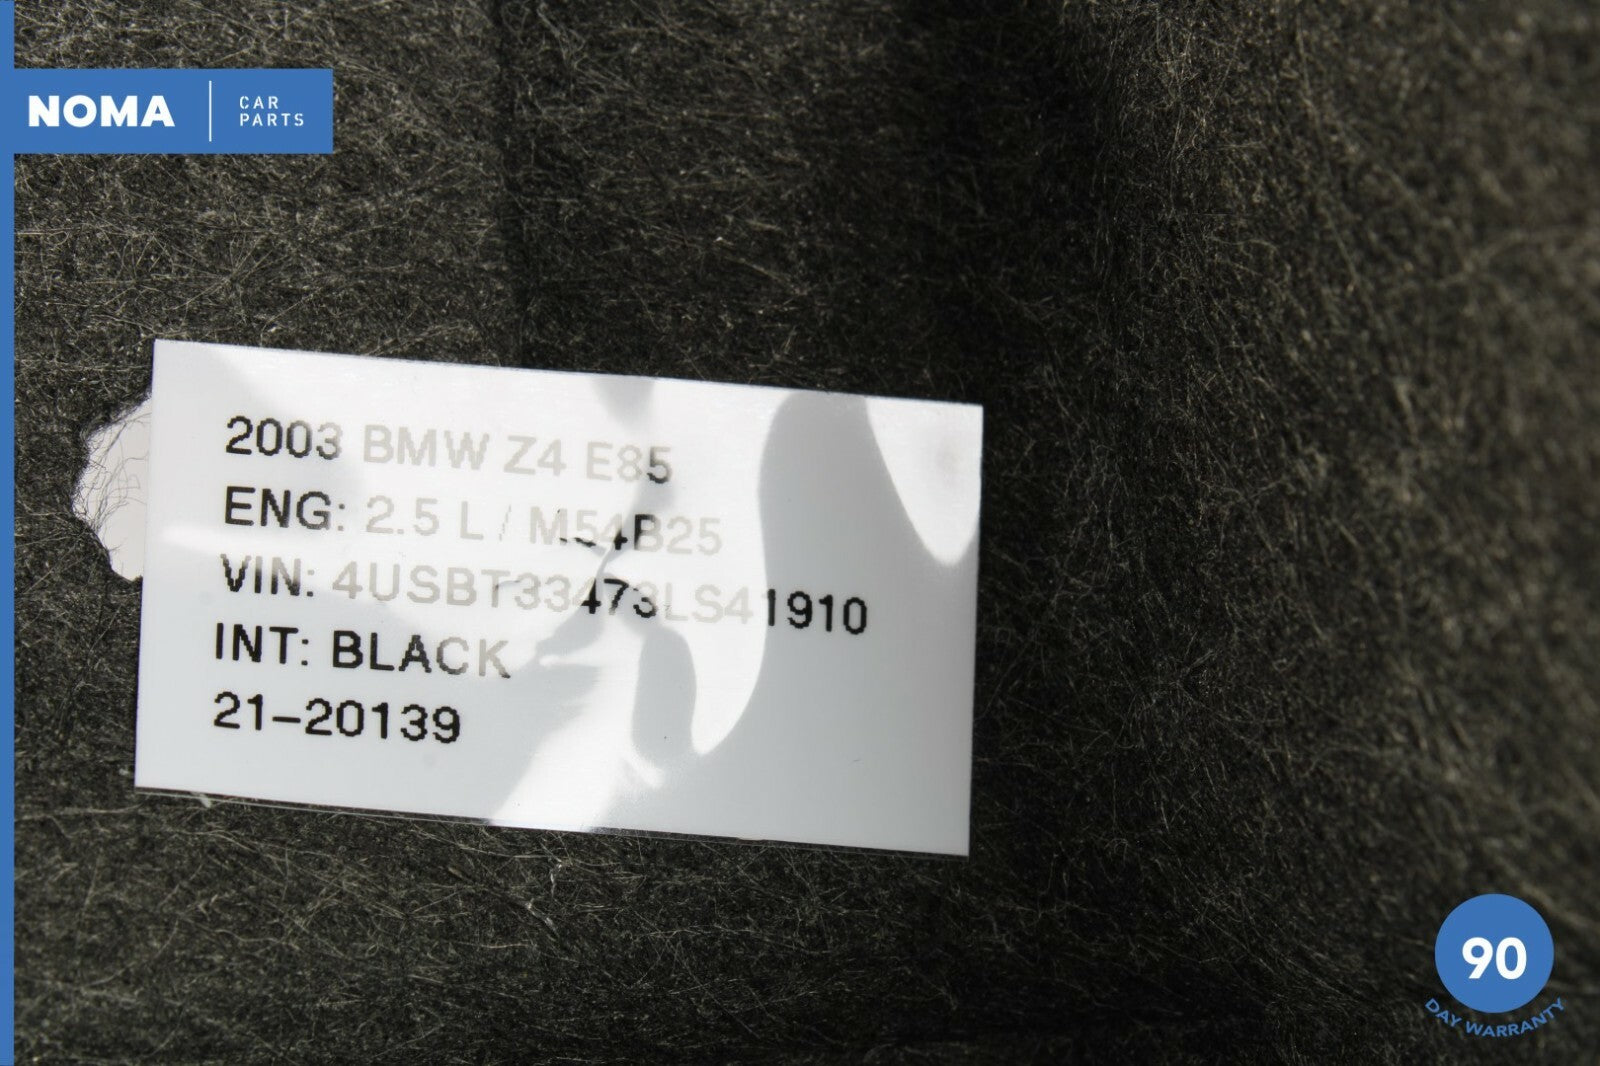 NOMA
CAR
PARTS
2003 BMW Z4 E85
ENG: 2.5 L / M54B25
VIN: 4USBT33473LS41910
INT: BLACK
21-20139
90
DAY WARRANTY